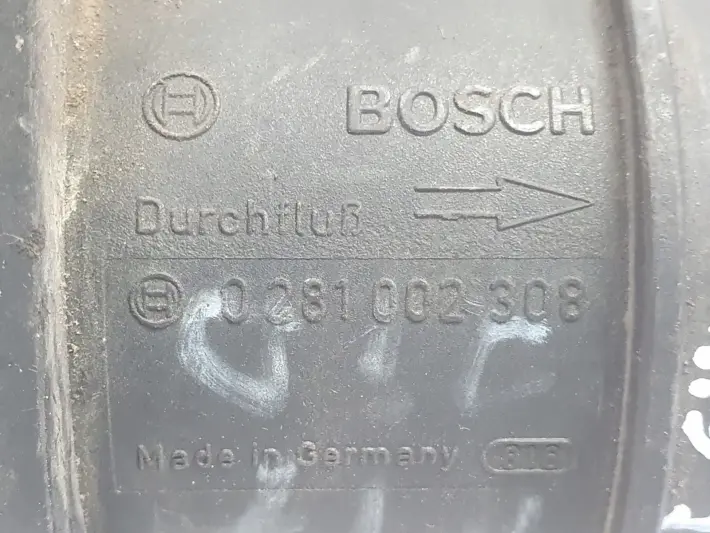 BOSCH
Durchfluß
0 281 002 308
Made in Germany